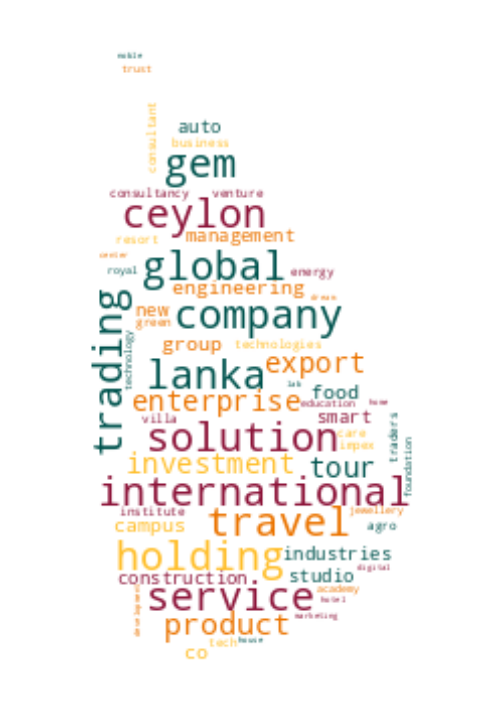 noble
trust
consultant
auto
business
gem
consultancy venture
ceylon
resort management
center
royal global energy
engineering dream
trading
new company
green
technology
group technologies
lanka export
lab food
enterprise education home
villa smart
solution care
impex
traders
investment tour
foundation
international
institute jewellery
campus travel agro
holding industries
digital
construction studio
development
service academy
hotel
product marketing
tech house
co